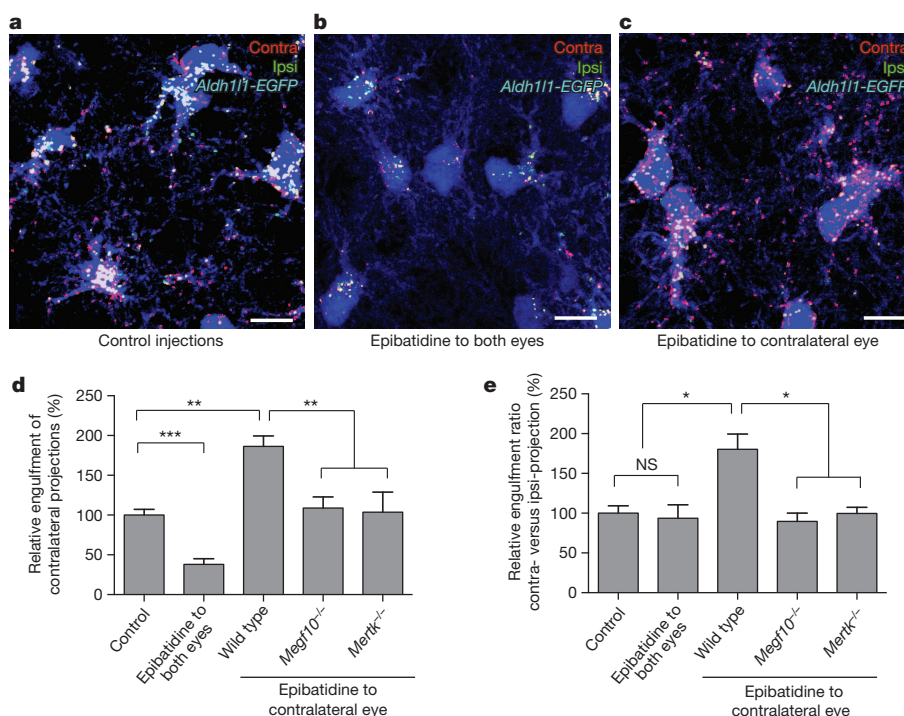 a
Contra
Ipsi
Aldh1l1-EGFP
Control injections
b
Contra
Ipsi
Aldh1l1-EGFP
Epibatidine to both eyes
c
Contra
Ipsi
Aldh1l1-EGFP
Epibatidine to contralateral eye
d
Relative engulfment of
contralateral projections (%)
250
200
150
100
50
0
**
***
**
Control
Epibatidine to
both eyes
Wild type
Megf10−/−
Mertk−/−
Epibatidine to
contralateral eye
e
Relative engulfment ratio
contra- versus ipsi-projection (%)
250
200
150
100
50
0
*
NS
*
Control
Epibatidine to
both eyes
Wild type
Megf10−/−
Mertk−/−
Epibatidine to
contralateral eye